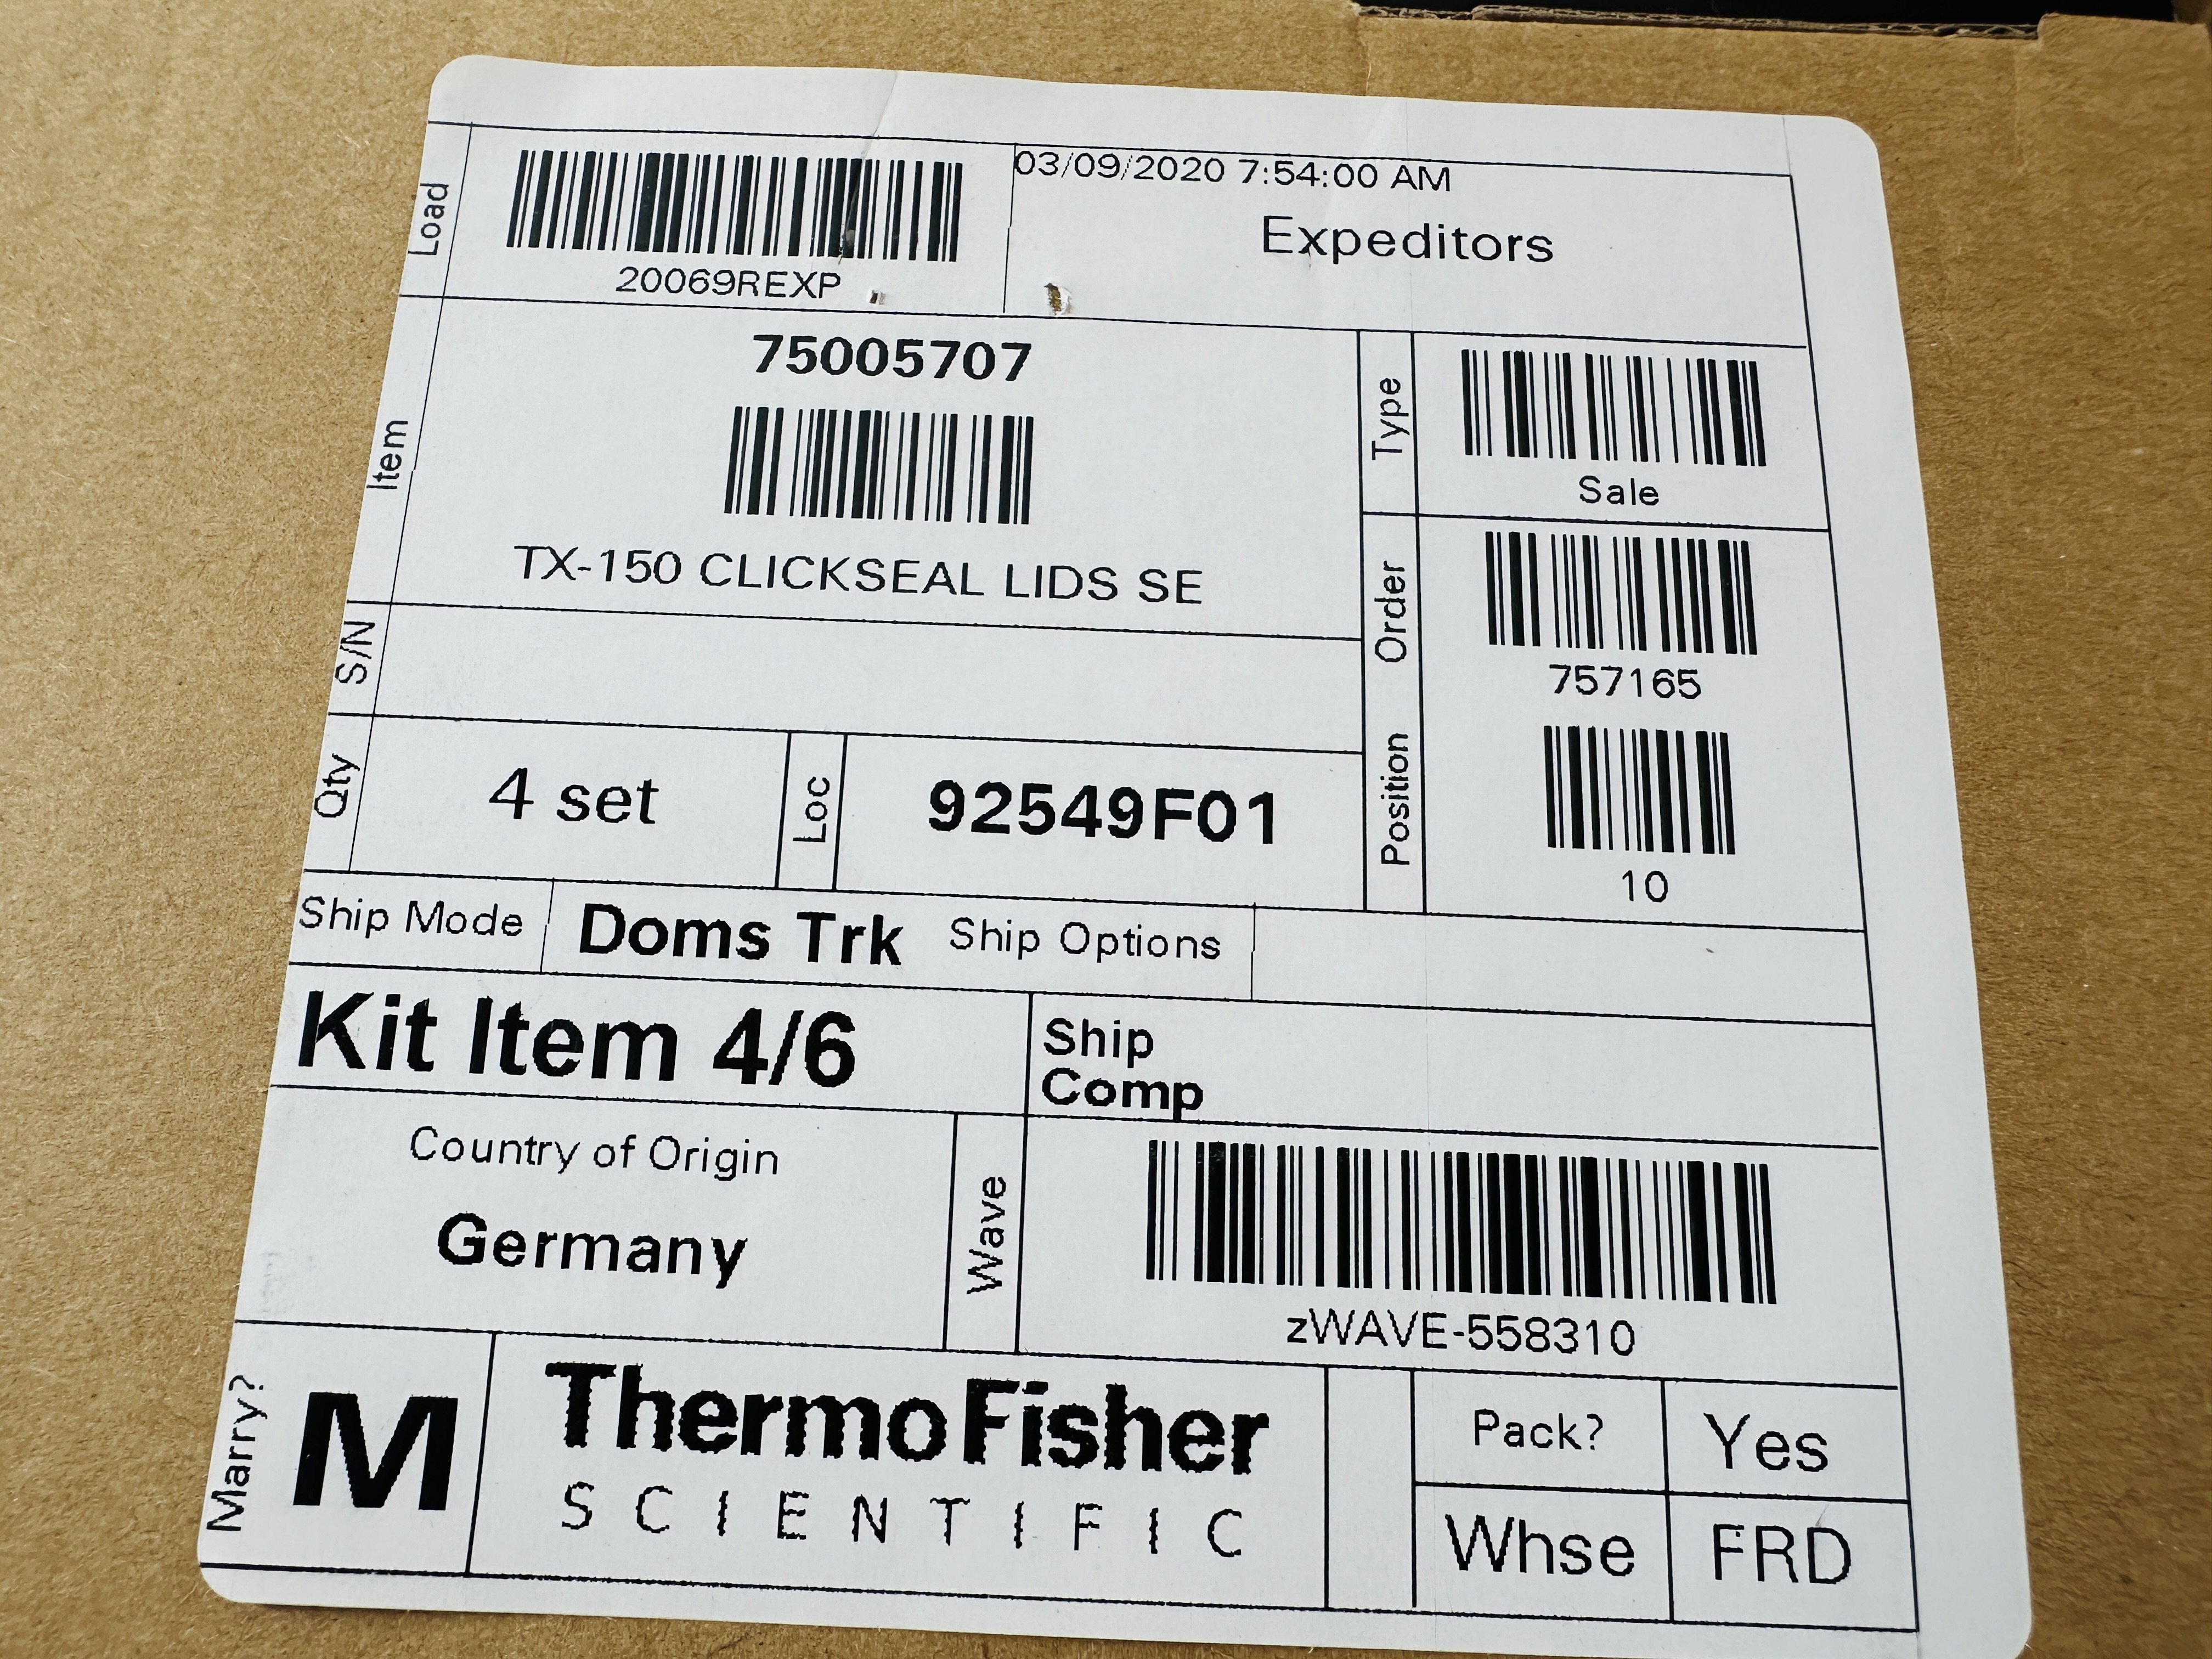 Load
20069REXP
03/09/2020 7:54:00 AM
Expeditors
Item
75005707
TX-150 CLICKSEAL LIDS SE
Type
Sale
Order
757165
S/N
Qty
4 set
Loc
92549F01
Position
10
Ship Mode
Doms Trk
Ship Options
Kit Item 4/6
Ship
Comp
Country of Origin
Germany
Wave
zWAVE-558310
Marry?
M
ThermoFisher
SCIENTIFIC
Pack?
Yes
Whse
FRD